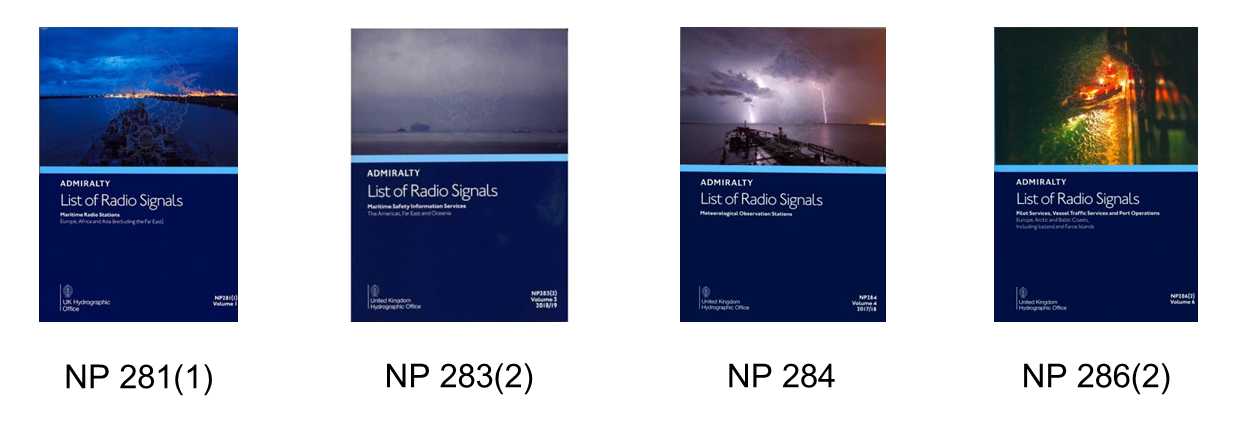 ADMIRALTY
List of Radio Signals
Maritime Radio Stations
Europe, Africa and Asia (excluding the Far East)
UK Hydrographic
Office
NP281(1)
Volume 1
ADMIRALTY
List of Radio Signals
Maritime Safety Information Services
The Americas, Far East and Oceania
United Kingdom
Hydrographic Office
NP283(2)
Volume 3
2018/19
ADMIRALTY
List of Radio Signals
Meteorological Observation Stations
United Kingdom
Hydrographic Office
NP284
Volume 4
2017/18
ADMIRALTY
List of Radio Signals
Pilot Services, Vessel Traffic Services and Port Operations
Europe, Arctic and Baltic Coasts,
including Iceland and Faroe Islands
United Kingdom
Hydrographic Office
NP286(2)
Volume 6
NP 281(1)
NP 283(2)
NP 284
NP 286(2)